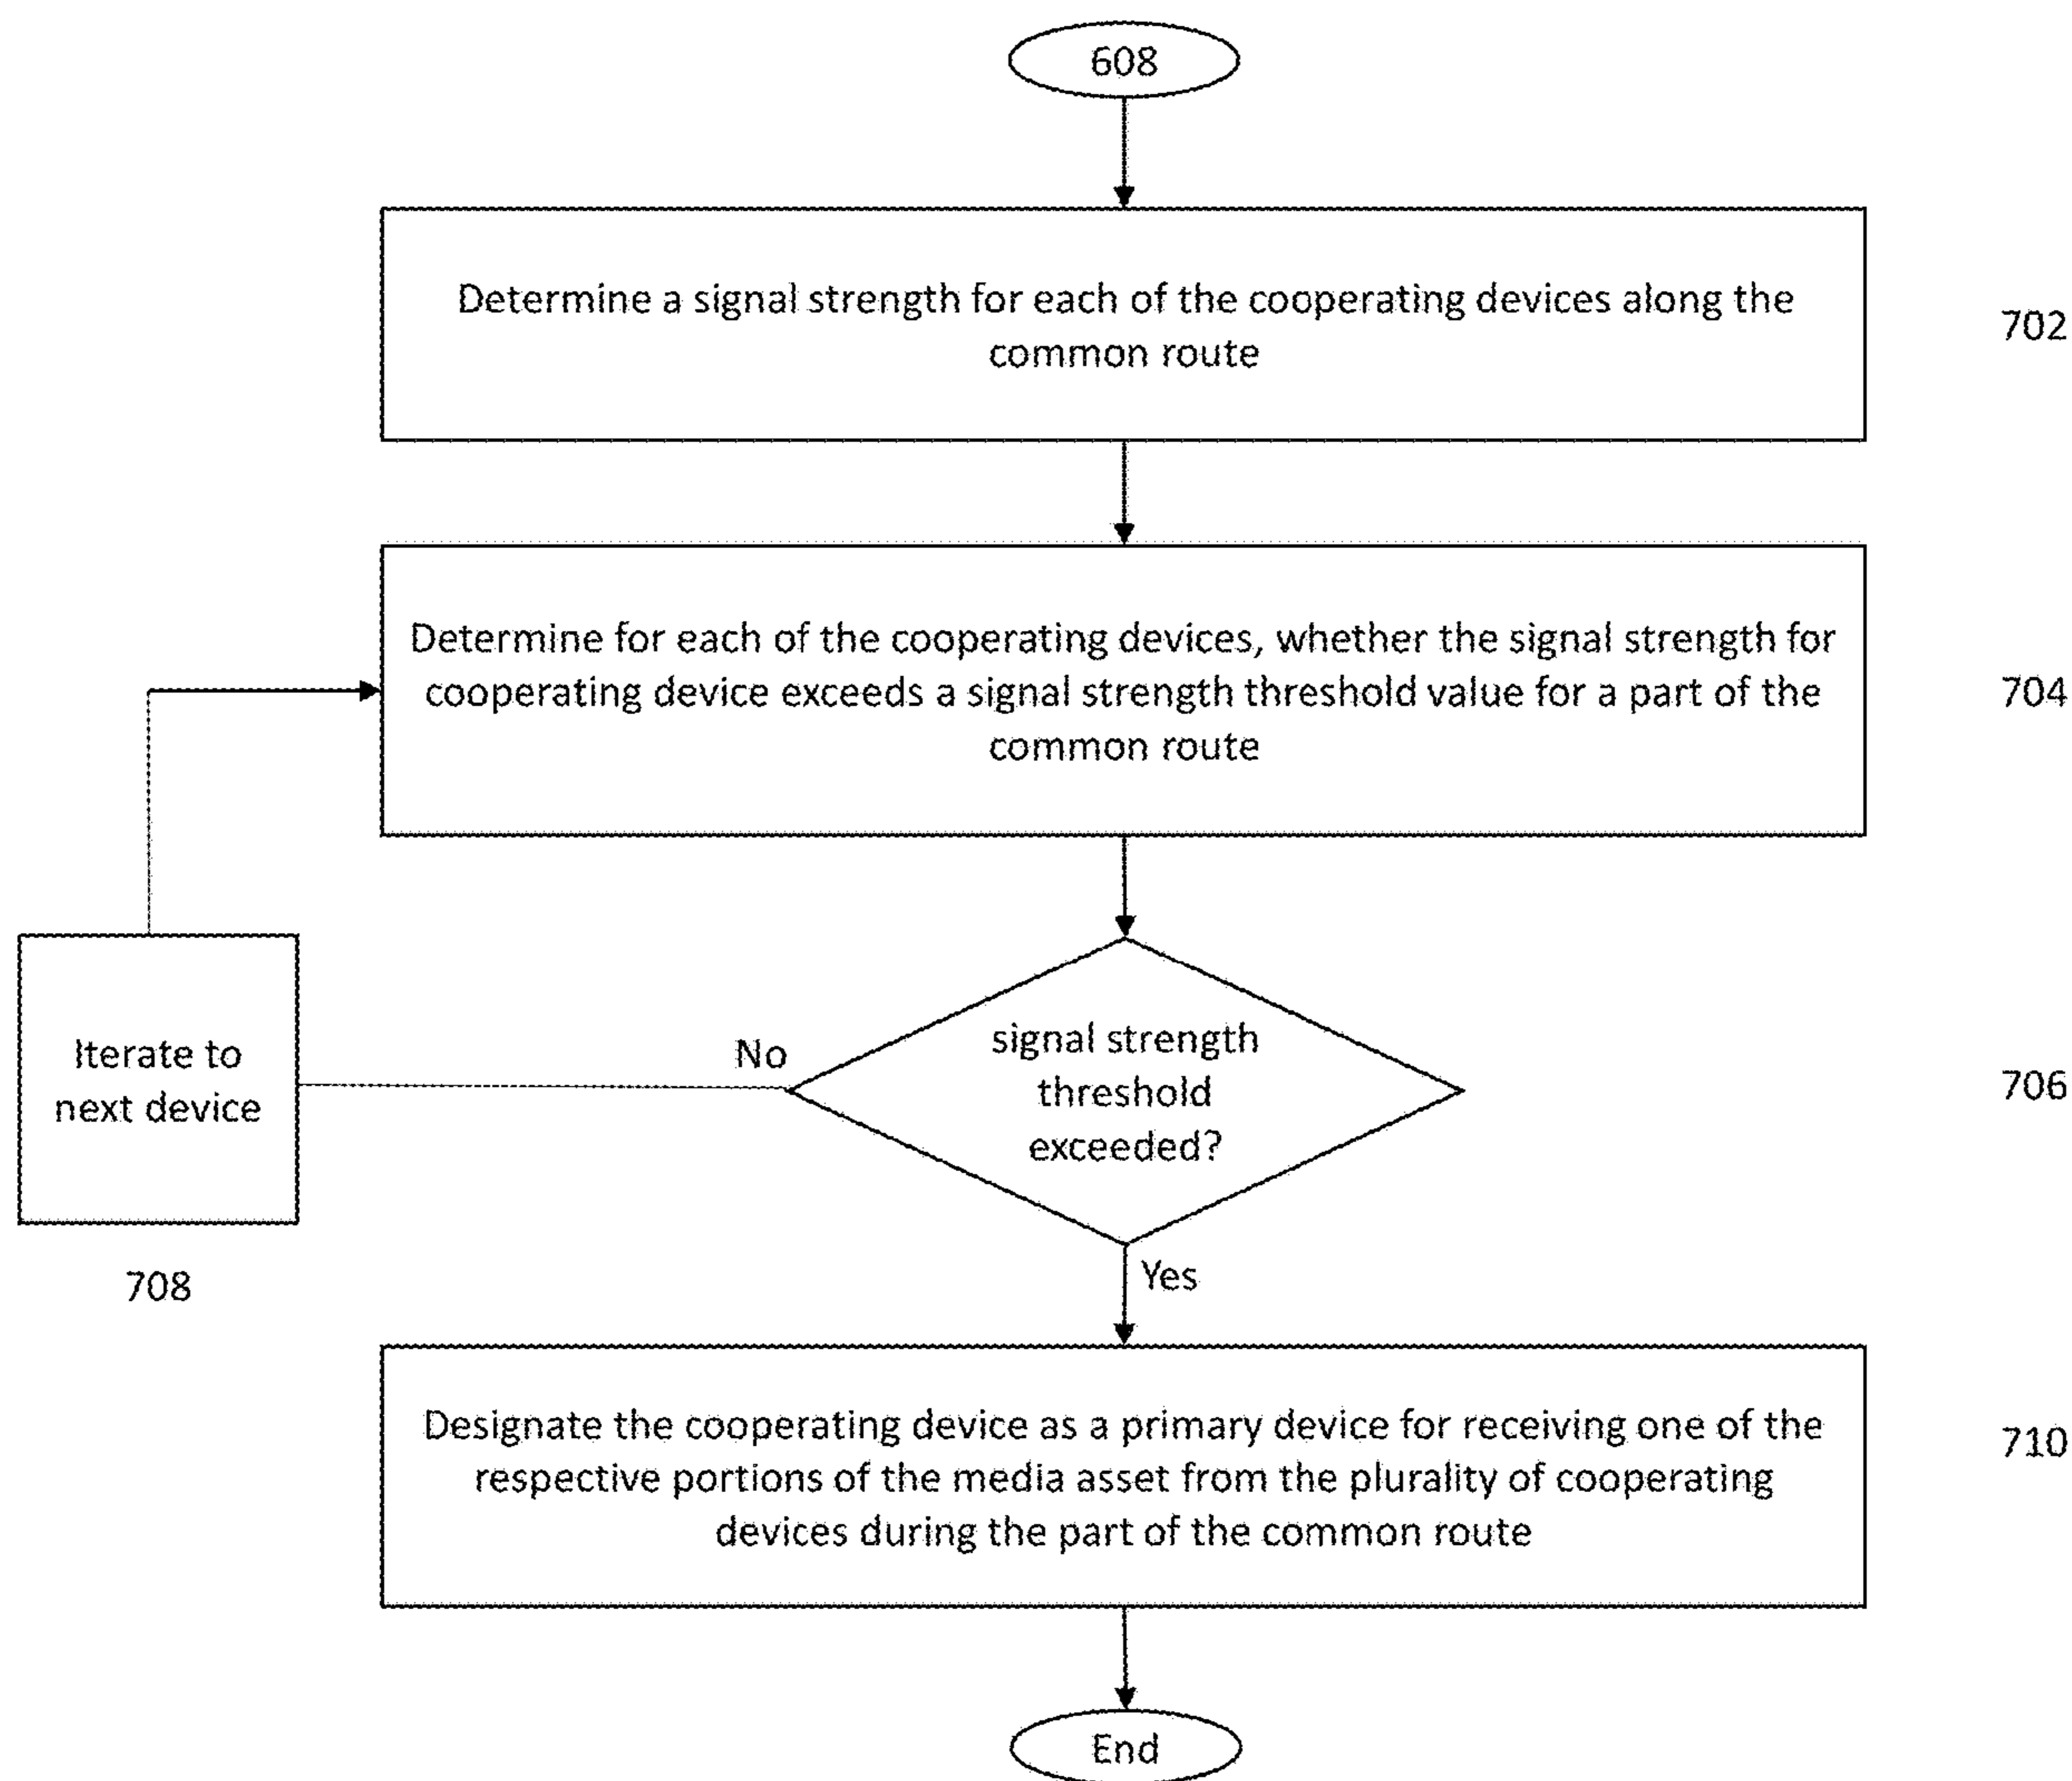 608
Determine a signal strength for each of the cooperating devices along the
common route
702
Determine for each of the cooperating devices, whether the signal strength for
cooperating device exceeds a signal strength threshold value for a part of the
common route
704
signal strength
threshold
exceeded?
706
No
Iterate to
next device
708
Yes
Designate the cooperating device as a primary device for receiving one of the
respective portions of the media asset from the plurality of cooperating
devices during the part of the common route
710
End